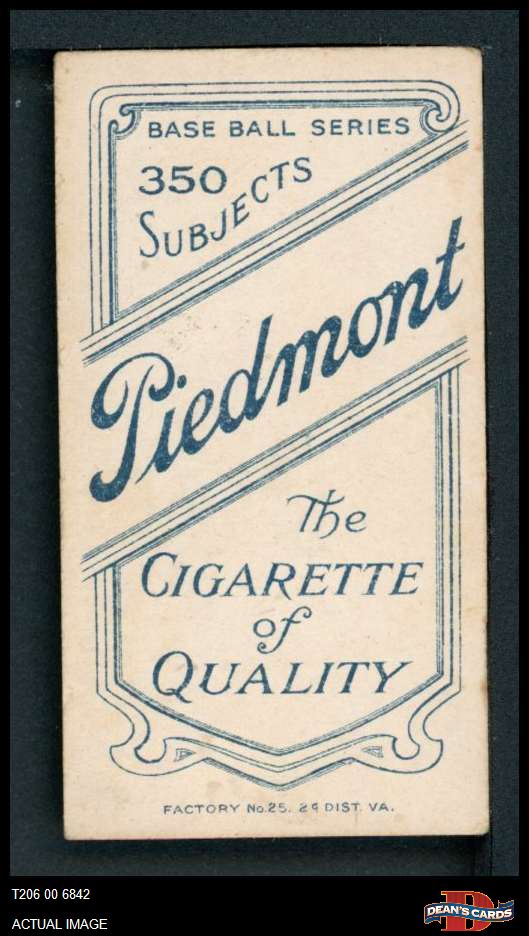 BASE BALL SERIES
350
SUBJECTS
Piedmont
The
CIGARETTE
of
QUALITY
FACTORY No.25. 2d DIST. VA.
T206 00 6842
ACTUAL IMAGE
D
DEAN'S CARDS